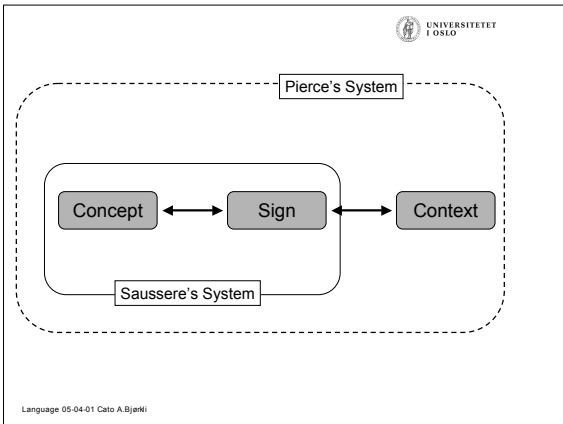 UNIVERSITETET
I OSLO
Pierce's System
Concept
Sign
Context
Saussere's System
Language 05-04-01 Cato A.Bjørkli